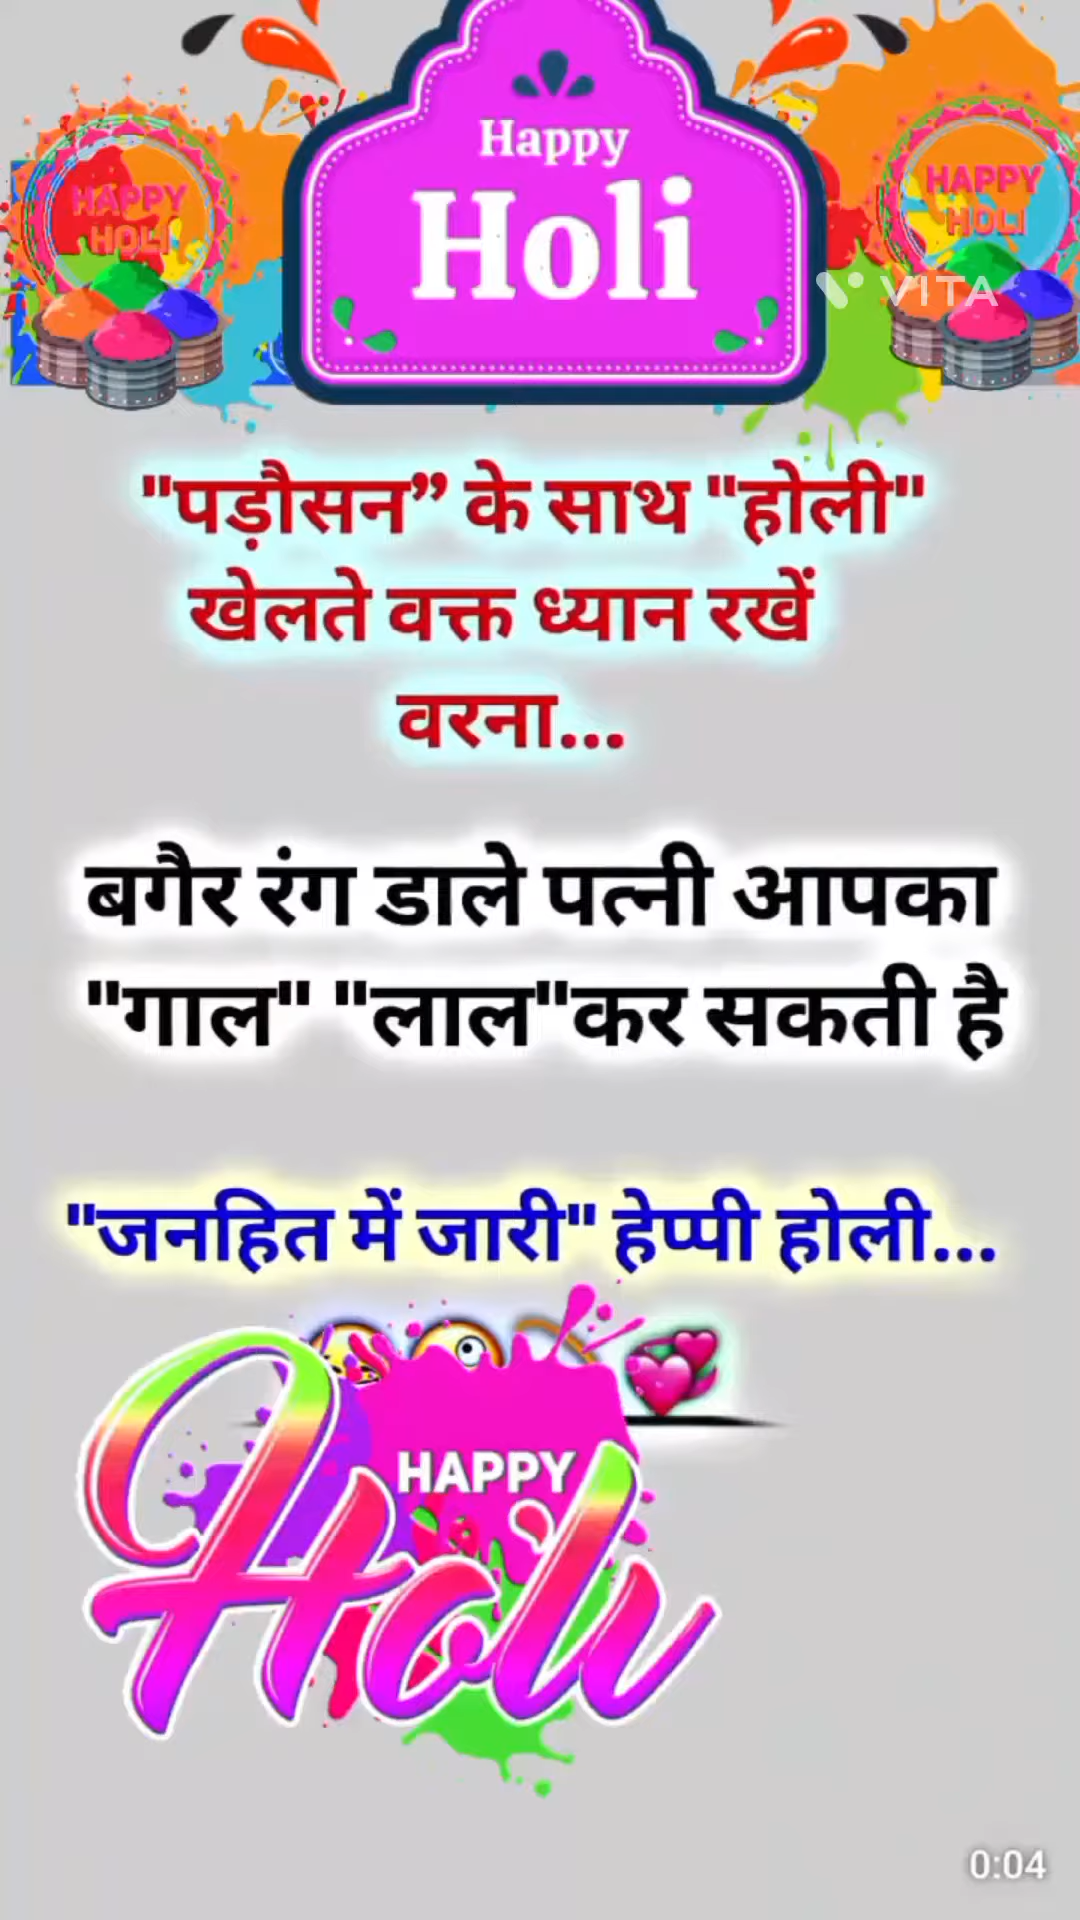 Happy
Holi
HAPPY
HOLI
HAPPY
HOLI
VITA
"पड़ौसन” के साथ "होली"
खेलते वक्त ध्यान रखें
वरना...
बगैर रंग डाले पत्नी आपका
"गाल" "लाल"कर सकती है
"जनहित में जारी" हेप्पी होली...
HAPPY
Holi
0:04